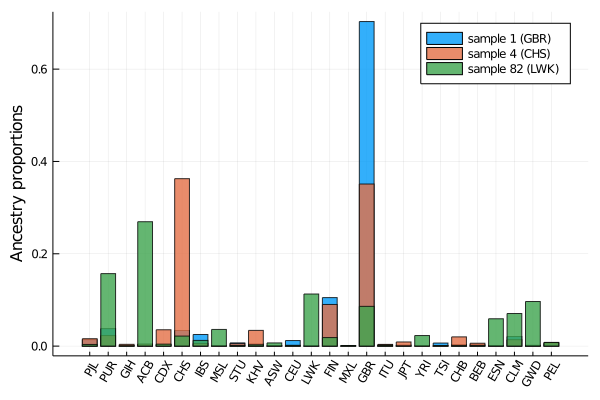 Ancestry proportions
0.6
0.4
0.2
0.0
sample 1 (GBR)
sample 4 (CHS)
sample 82 (LWK)
PJL PUR GIH ACB CDX CHS IBS MSL STU KHV ASW CEU LWK FIN MXL GBR ITU JPT YRI TSI CHB BEB ESN CLM GWD PEL